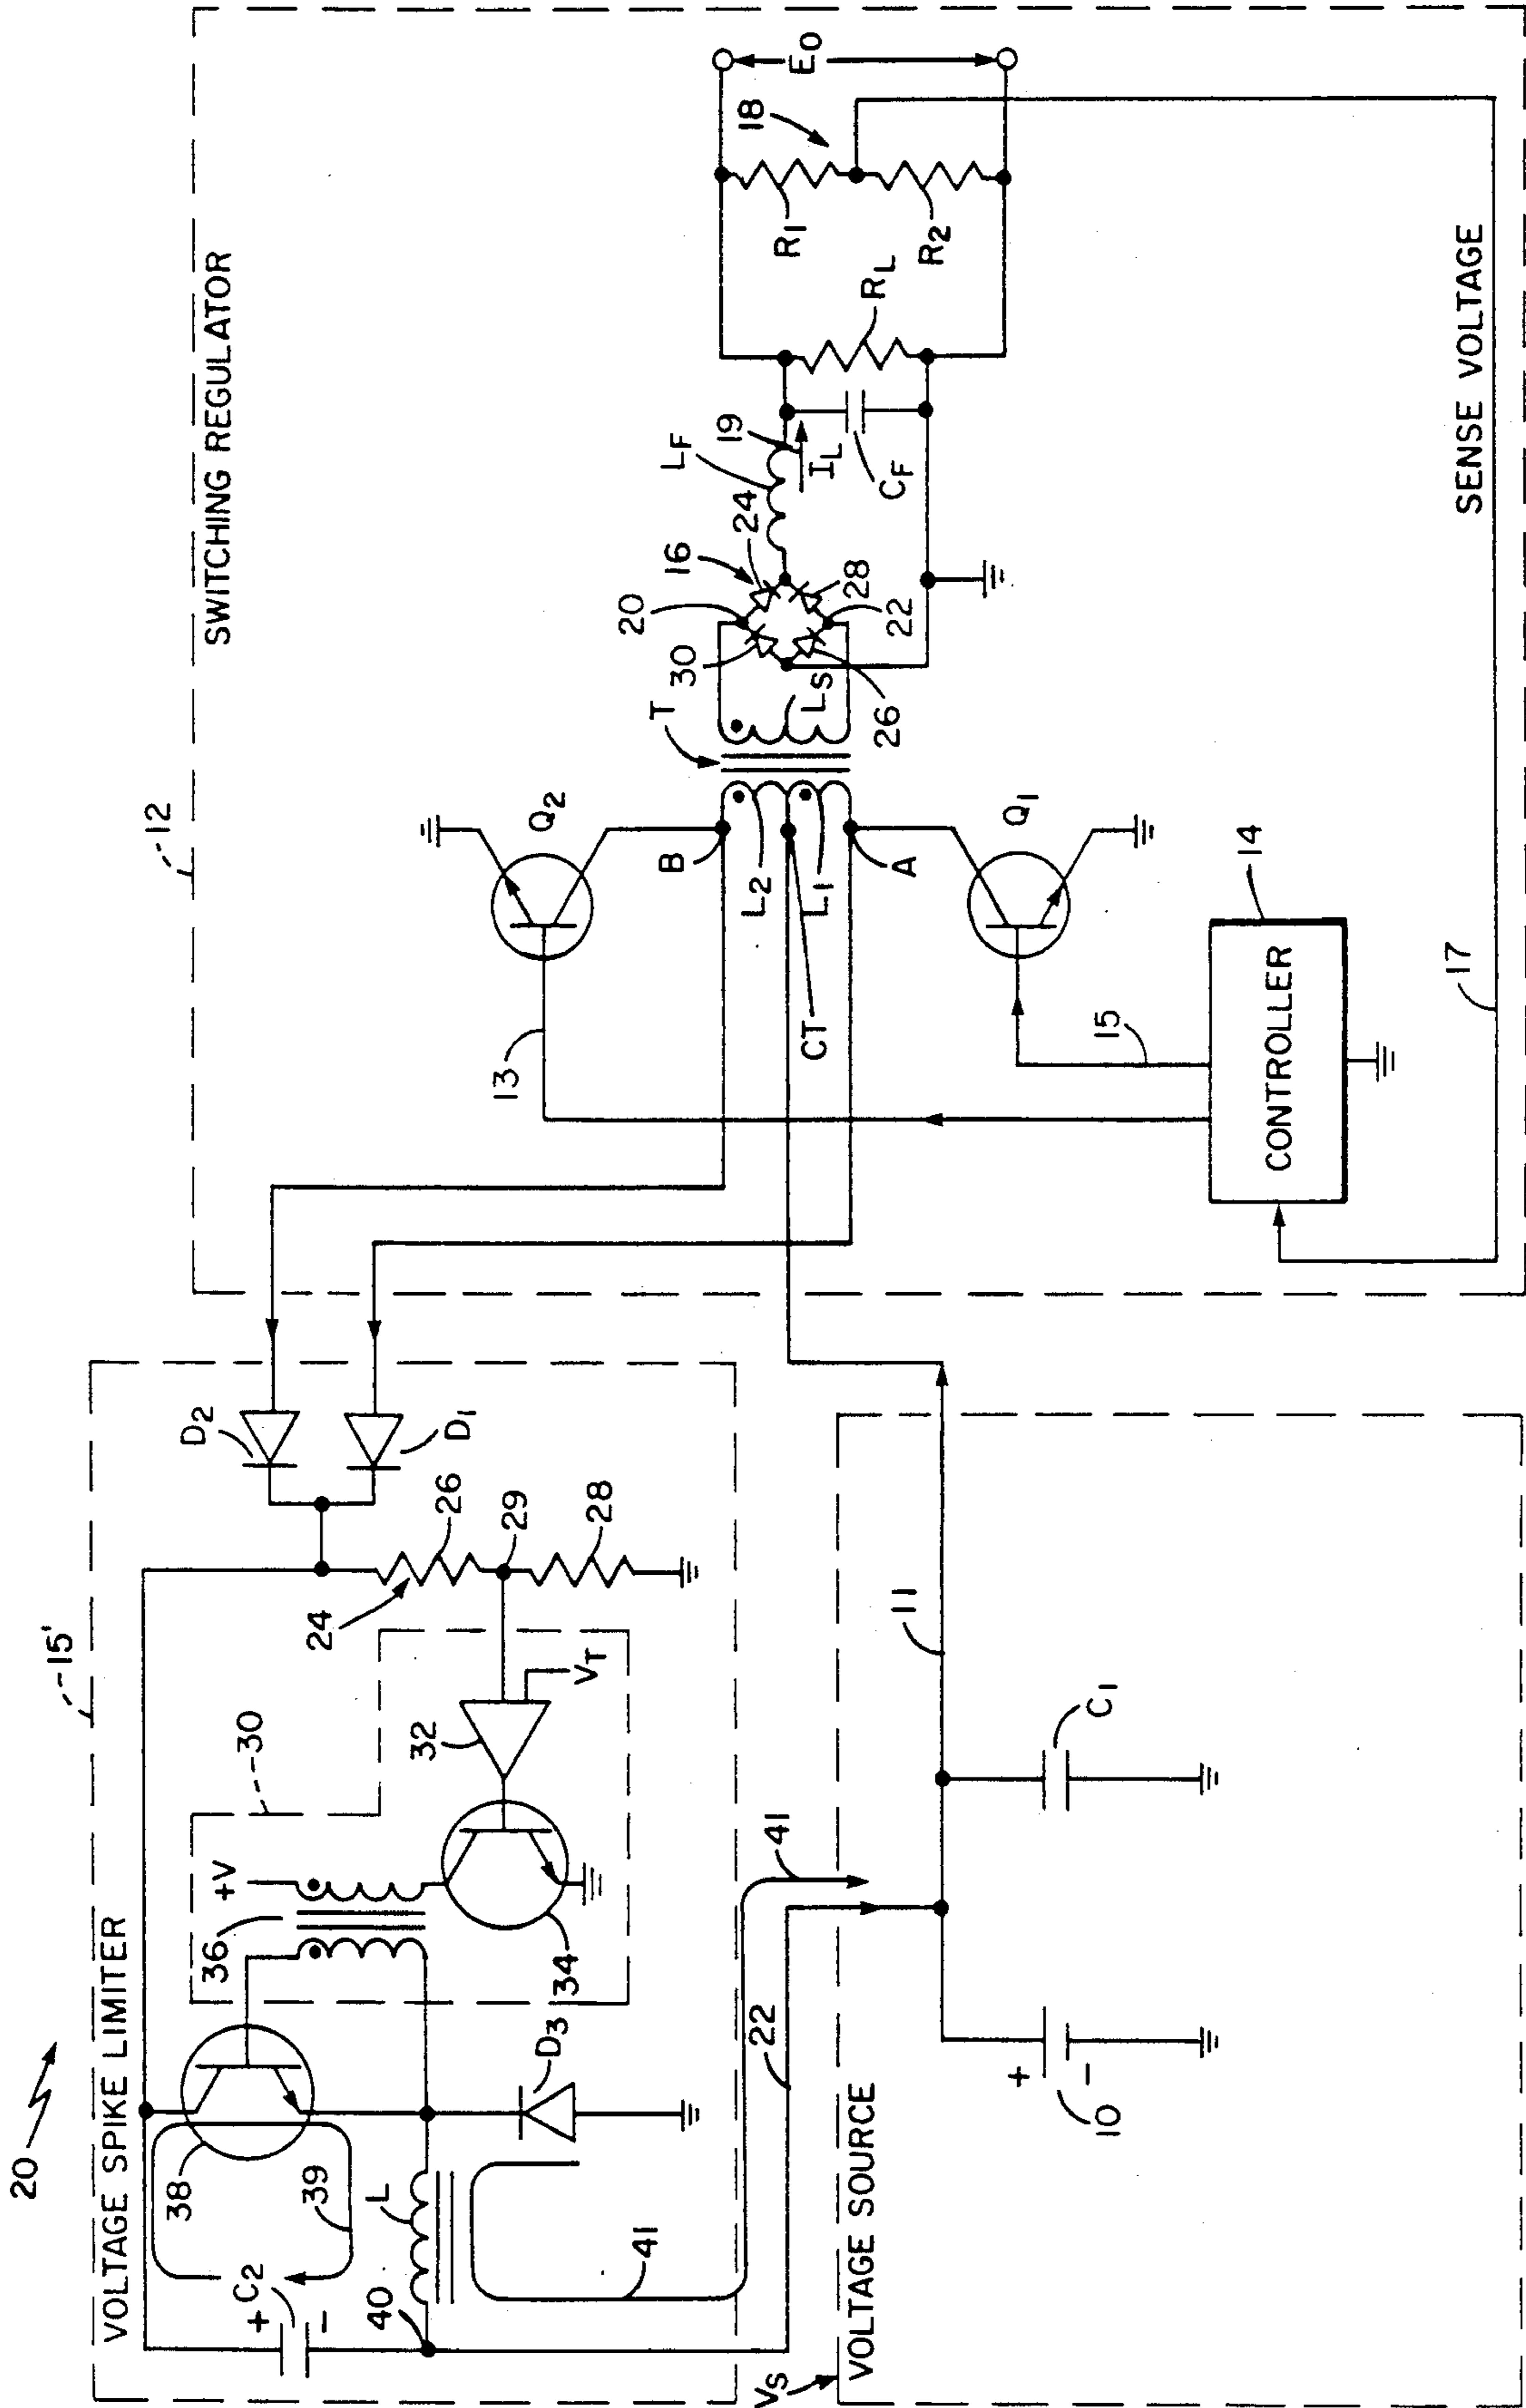 20
VOLTAGE SPIKE LIMITER
15'
SWITCHING REGULATOR
12
C2
+
-
38
39
40
L
41
D3
36
+V
30
34
32
VT
24
26
29
28
D2
D1
22
41
VS
VOLTAGE SOURCE
10
+
-
C1
11
13
Q2
B
L2
CT
L1
A
Q1
15
CONTROLLER
14
17
T
LS
30
20
16
24
26
22
28
LF
19
IL
CF
RL
R1
R2
18
EO
SENSE VOLTAGE